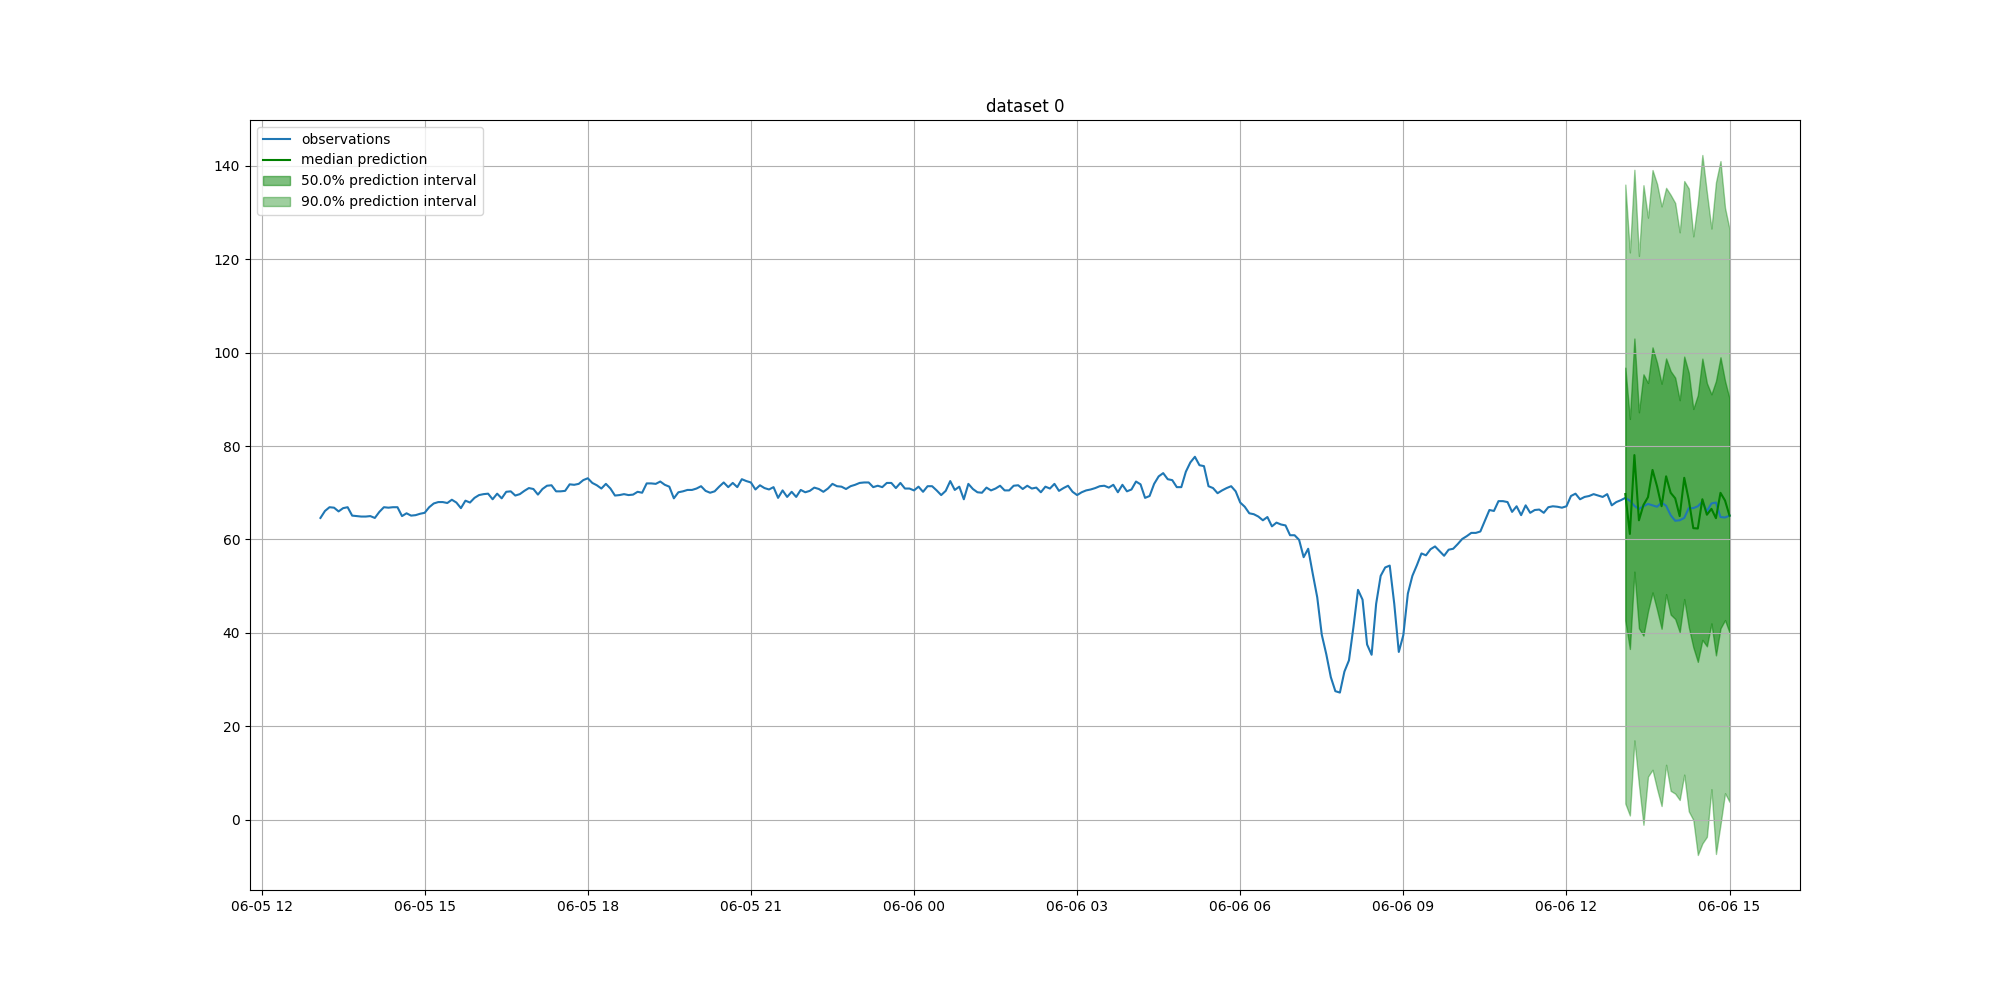 dataset 0
observations
median prediction
50.0% prediction interval
90.0% prediction interval
140
120
100
80
60
40
20
0
06-05 12 06-05 15 06-05 18 06-05 21 06-06 00 06-06 03 06-06 06 06-06 09 06-06 12 06-06 15